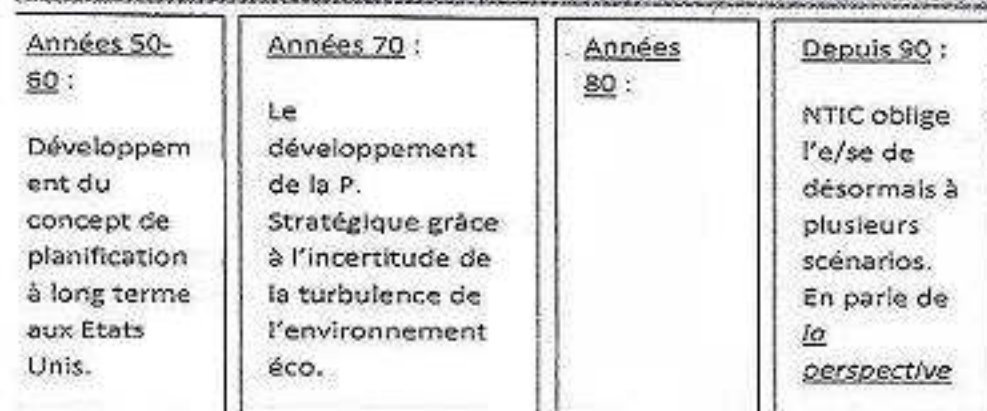 Années 50-
60 :
Développem
ent du
concept de
planification
à long terme
aux Etats
Unis.
Années 70 :
Le
développement
de la P.
Stratégique grâce
à l'incertitude de
la turbulence de
l'environnement
éco.
Années
80 :
Depuis 90 :
NTIC oblige
l'e/se de
désormais à
plusieurs
scénarios.
En parle de
la
perspective